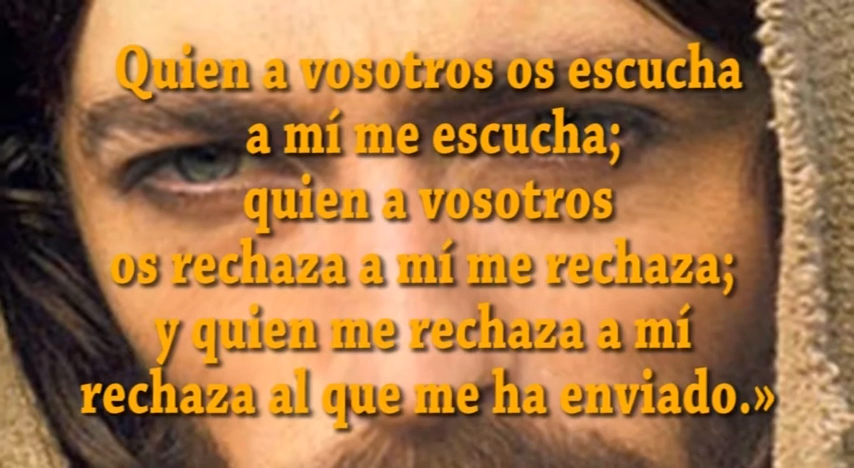 Quien a vosotros os escucha
a mí me escucha;
quien a vosotros
os rechaza a mí me rechaza;
y quien me rechaza a mí
rechaza al que me ha enviado.»